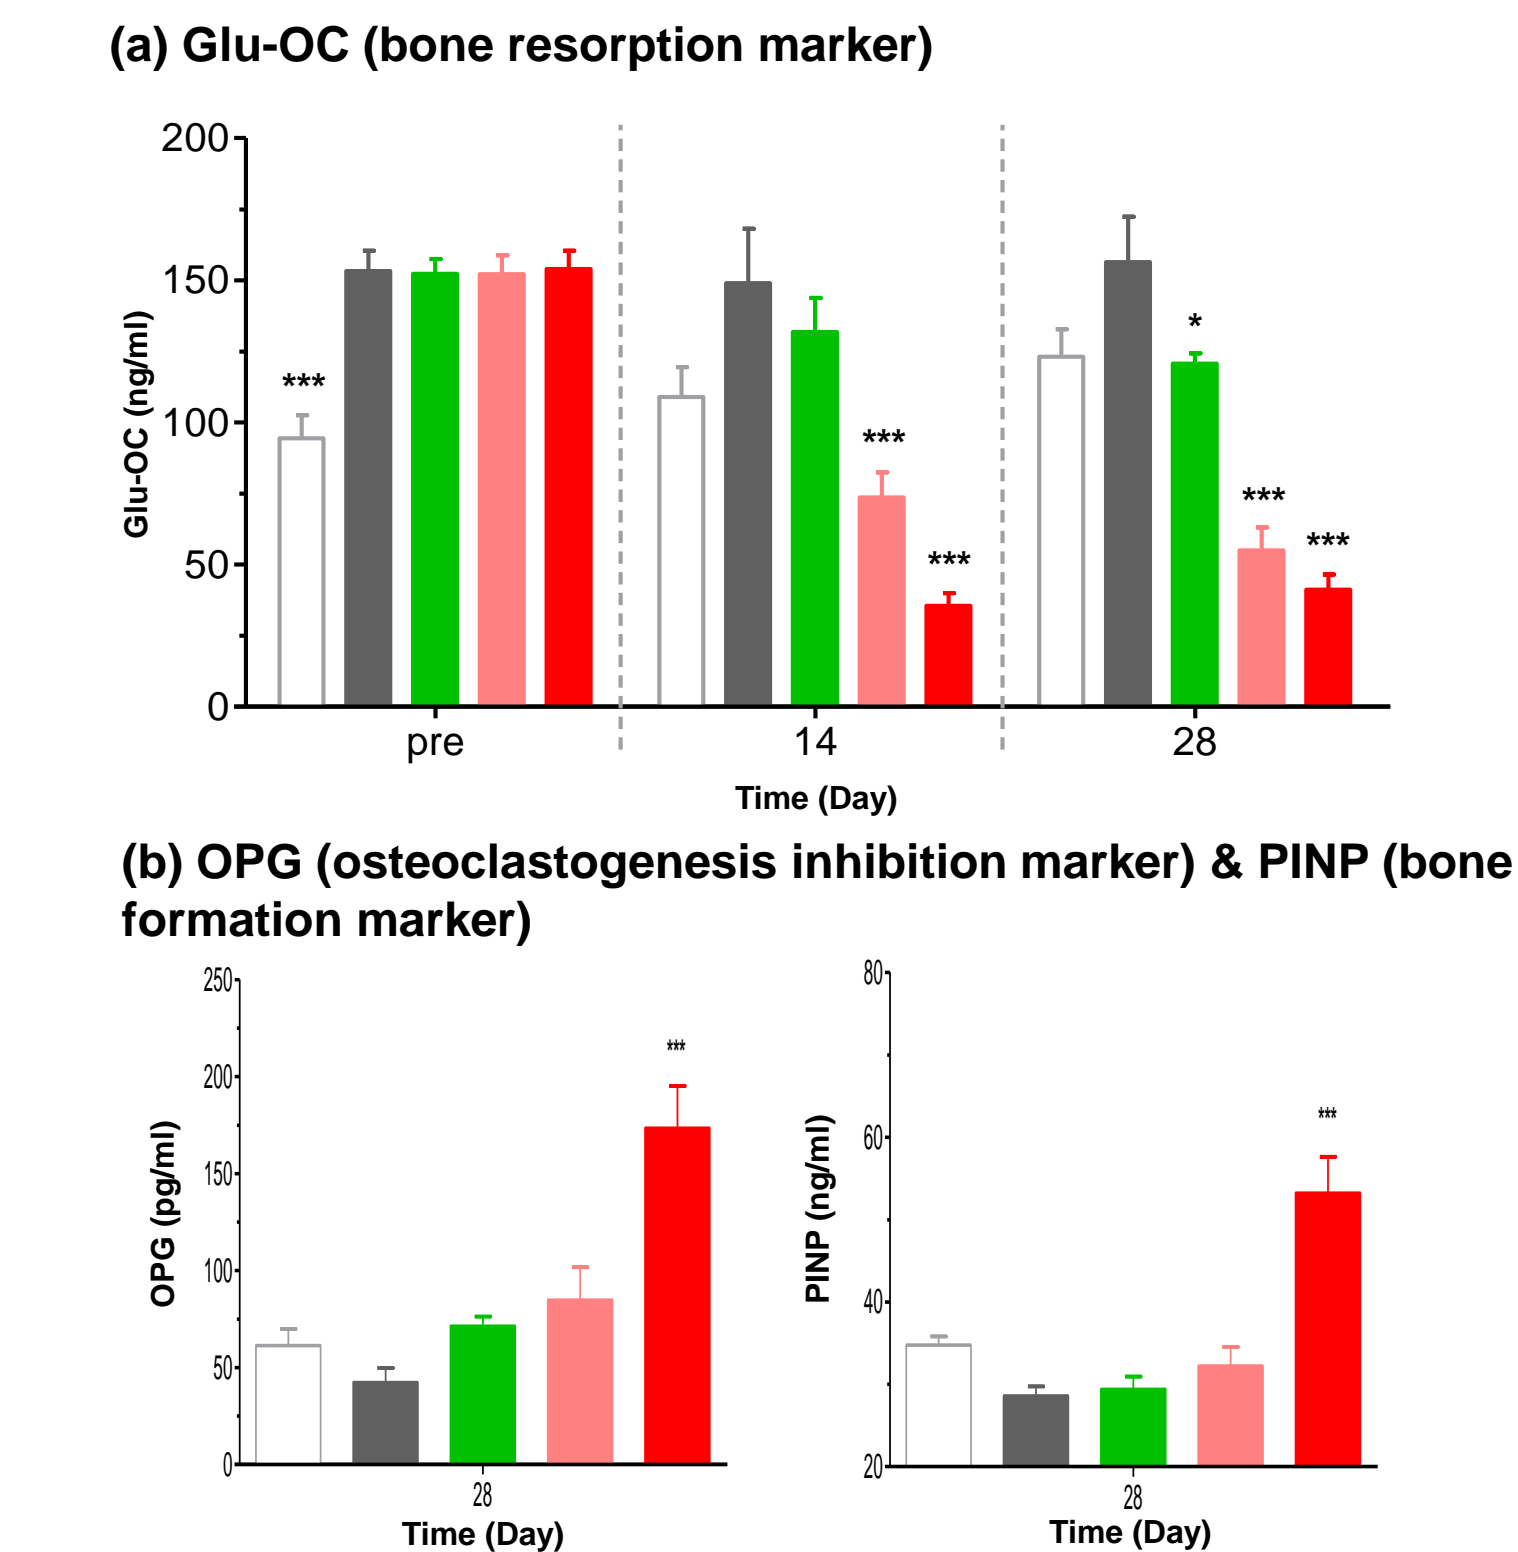 (a) Glu-OC (bone resorption marker)
200
150
100
50
0
Glu-OC (ng/ml)
***
***
***
*
***
***
pre
14
28
Time (Day)
(b) OPG (osteoclastogenesis inhibition marker) & PINP (bone
formation marker)
250
200
150
100
50
0
OPG (pg/ml)
***
28
Time (Day)
80
60
40
20
PINP (ng/ml)
***
28
Time (Day)